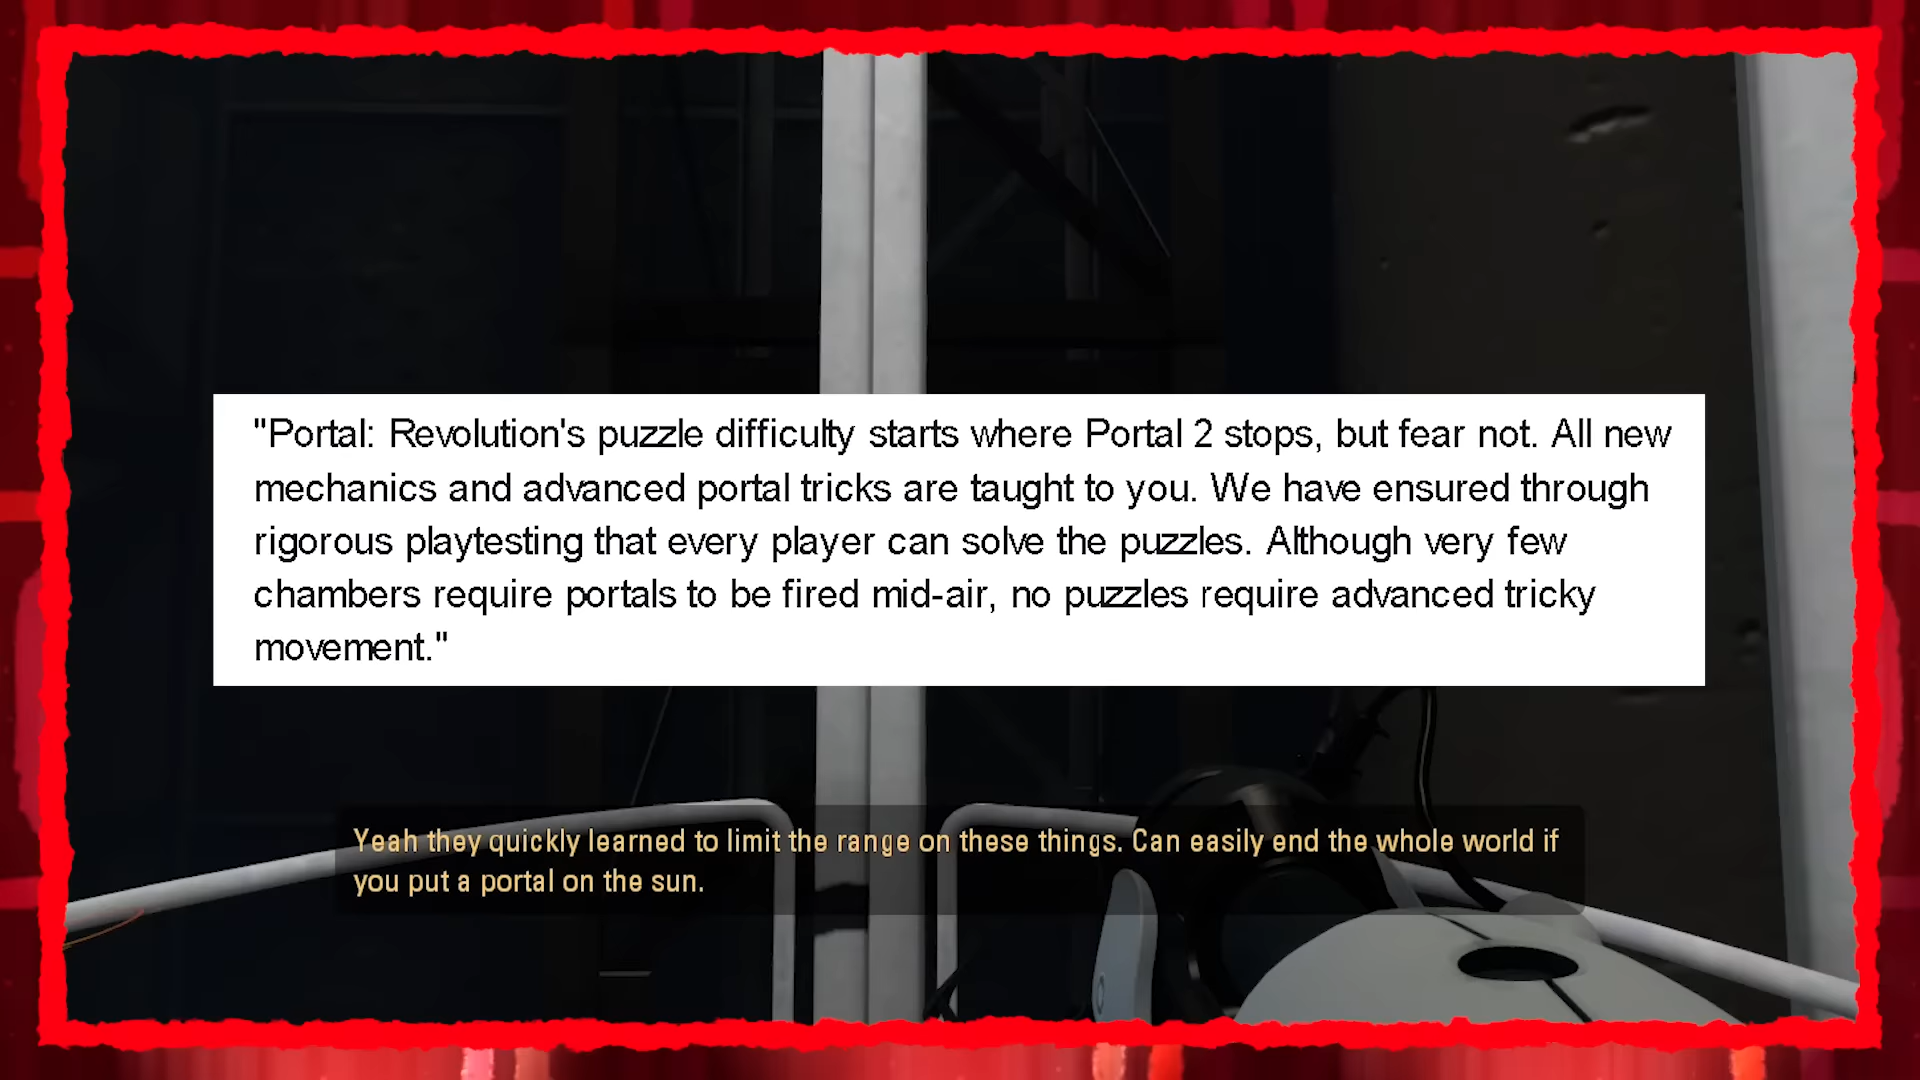 "Portal: Revolution's puzzle difficulty starts where Portal 2 stops, but fear not. All new
mechanics and advanced portal tricks are taught to you. We have ensured through
rigorous playtesting that every player can solve the puzzles. Although very few
chambers require portals to be fired mid-air, no puzzles require advanced tricky
movement."
Yeah they quickly learned to limit the range on these things. Can easily end the whole world if
you put a portal on the sun.